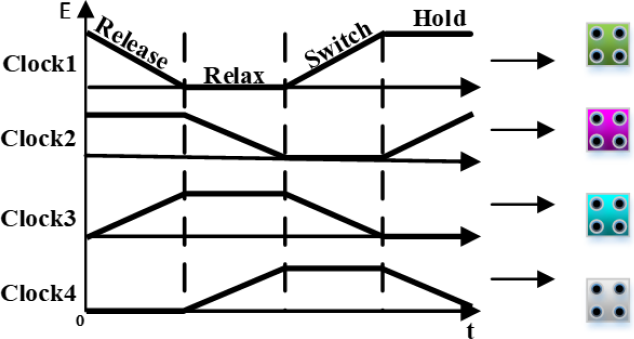 E
Release
Relax
Switch
Hold
Clock1
Clock2
Clock3
Clock4
0
t